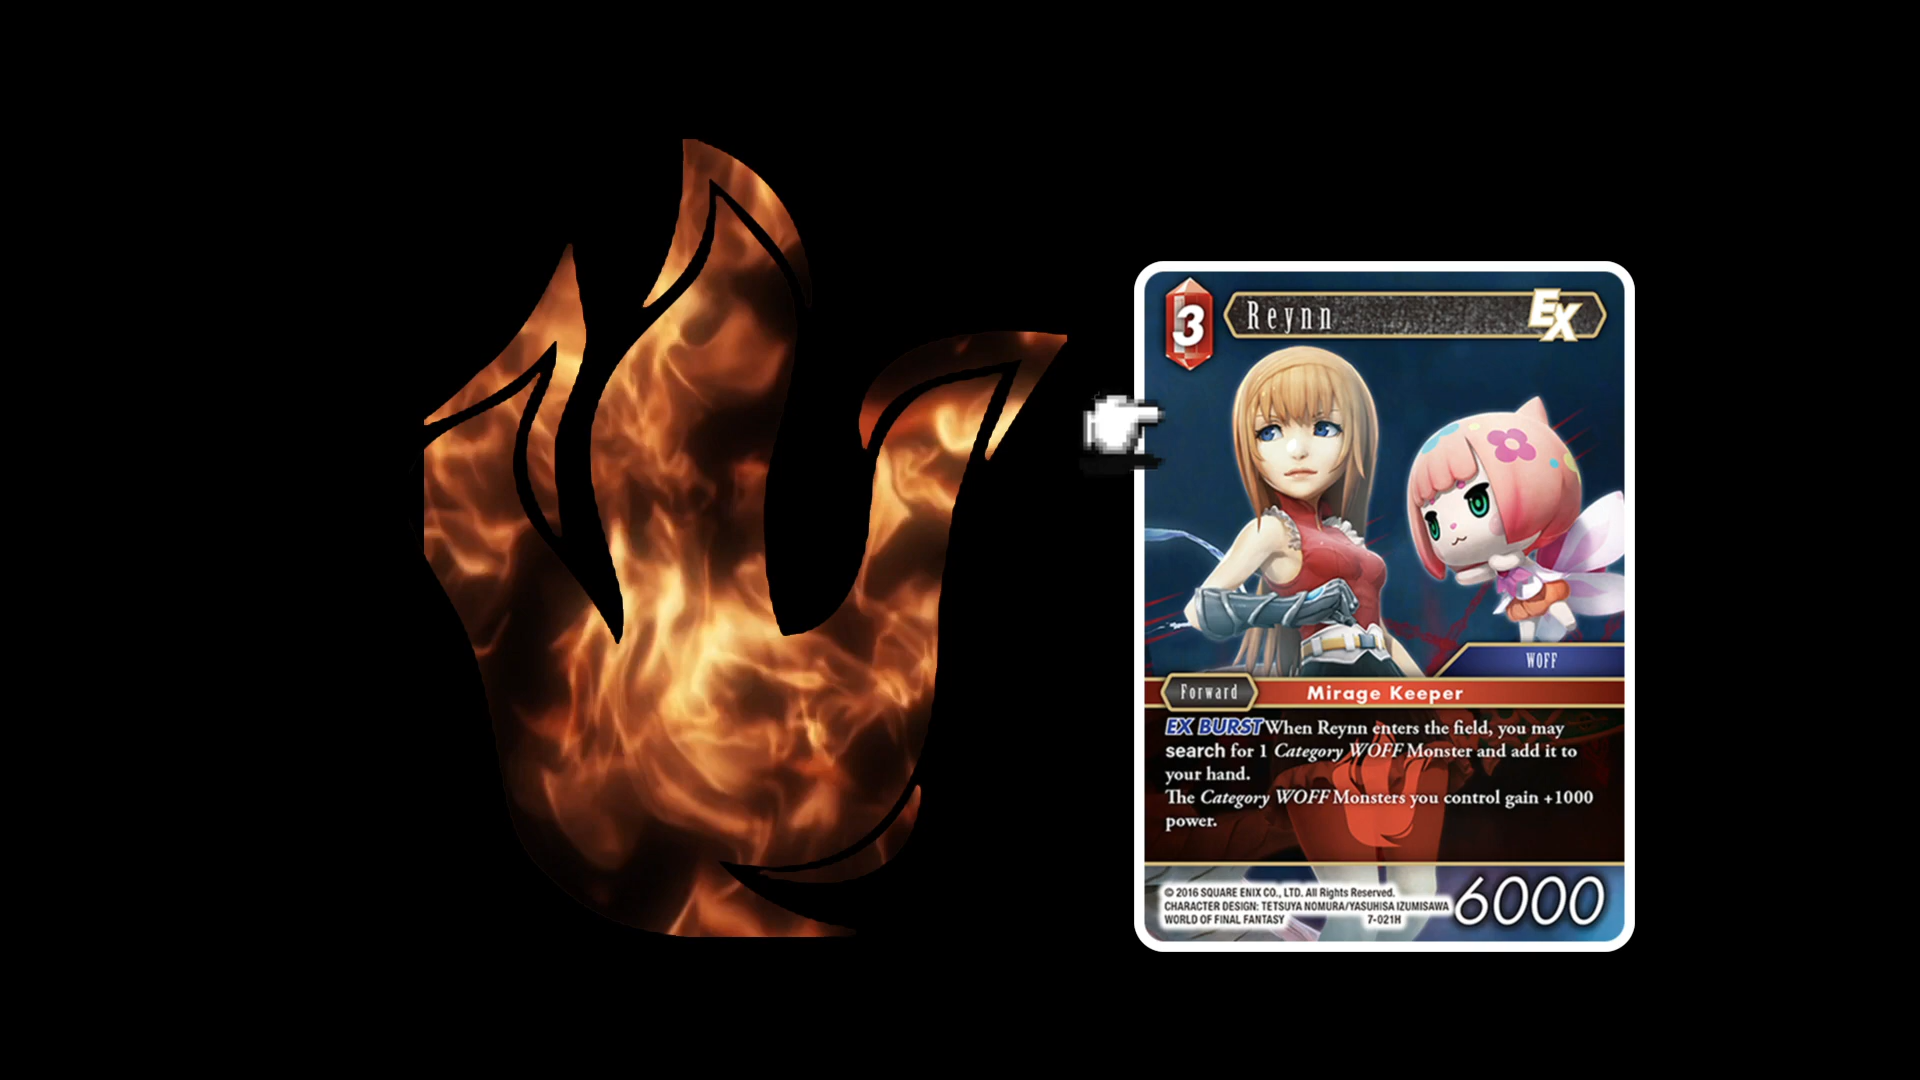 3
Reynn
EX
WOFF
Forward
Mirage Keeper
EX BURST When Reynn enters the field, you may
search for 1 Category WOFF Monster and add it to
your hand.
The Category WOFF Monsters you control gain +1000
power.
© 2016 SQUARE ENIX CO., LTD. All Rights Reserved.
CHARACTER DESIGN: TETSUYA NOMURA/YASUHISA IZUMISAWA
WORLD OF FINAL FANTASY 7-021H
6000